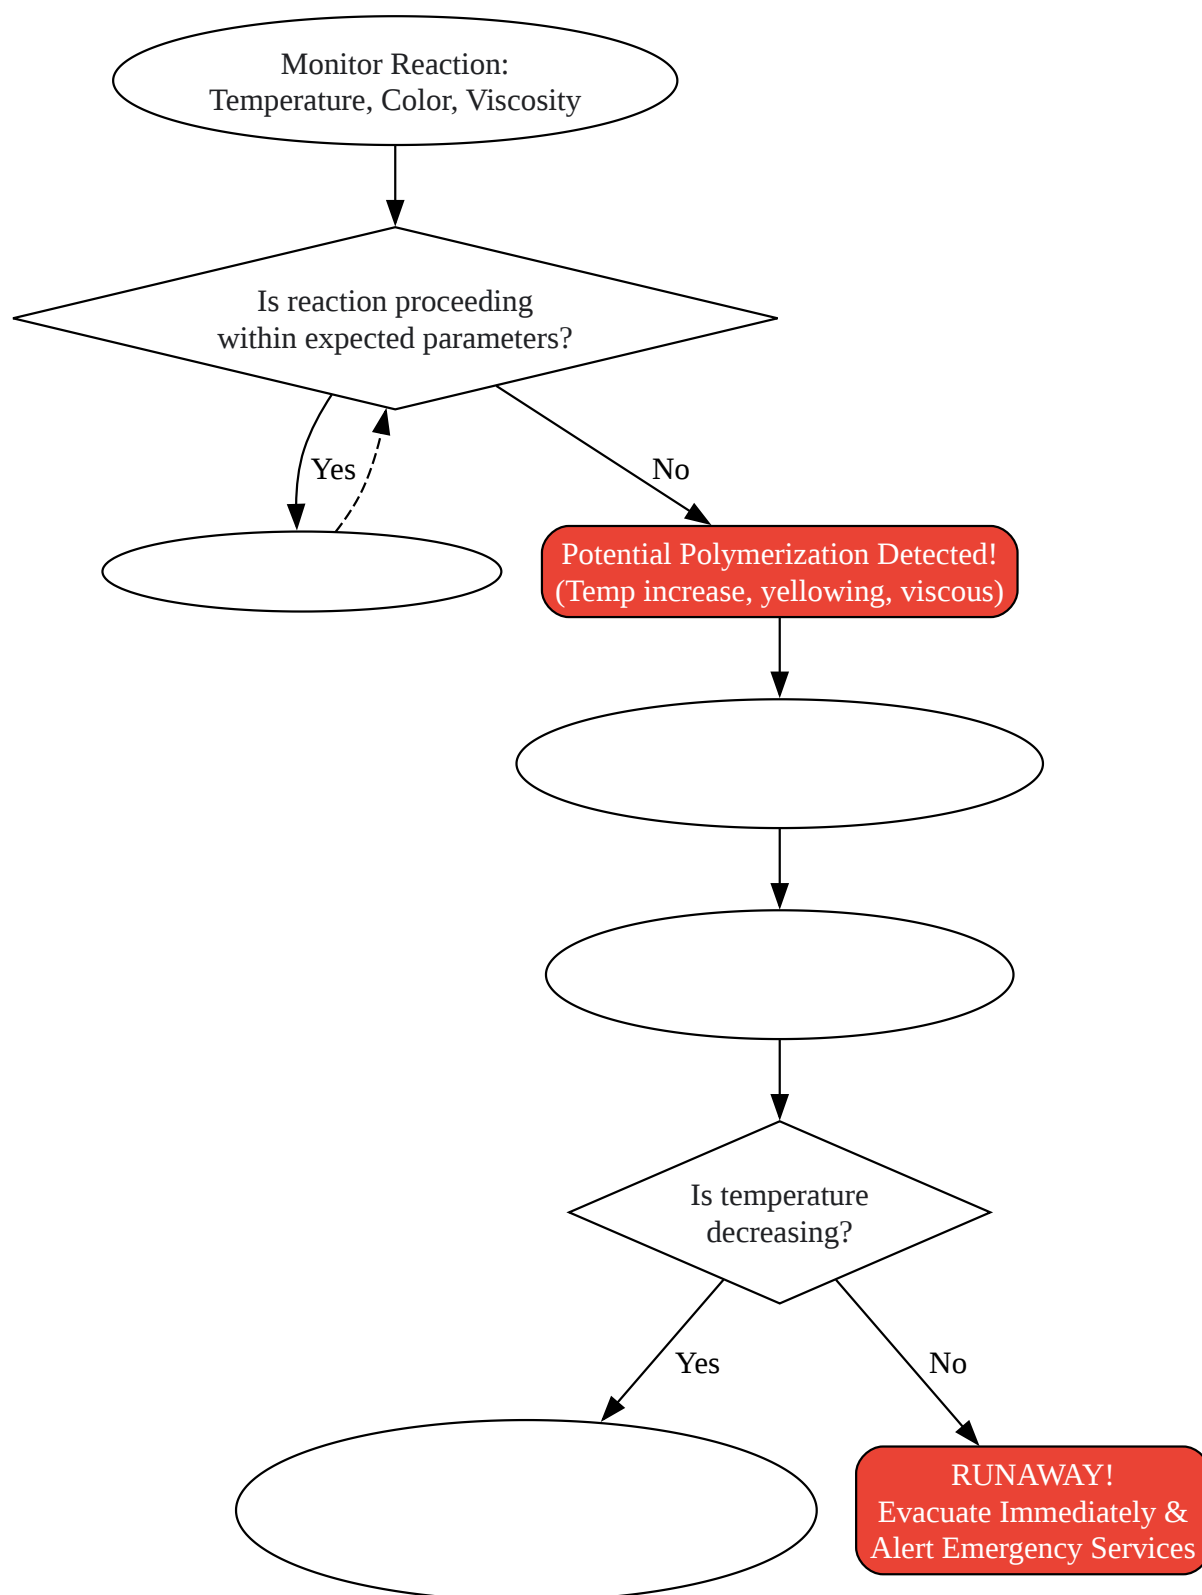 Monitor Reaction:
Temperature, Color, Viscosity
Is reaction proceeding
within expected parameters?
Yes
No
Potential Polymerization Detected!
(Temp increase, yellowing, viscous)
Is temperature
decreasing?
Yes
No
RUNAWAY!
Evacuate Immediately &
Alert Emergency Services